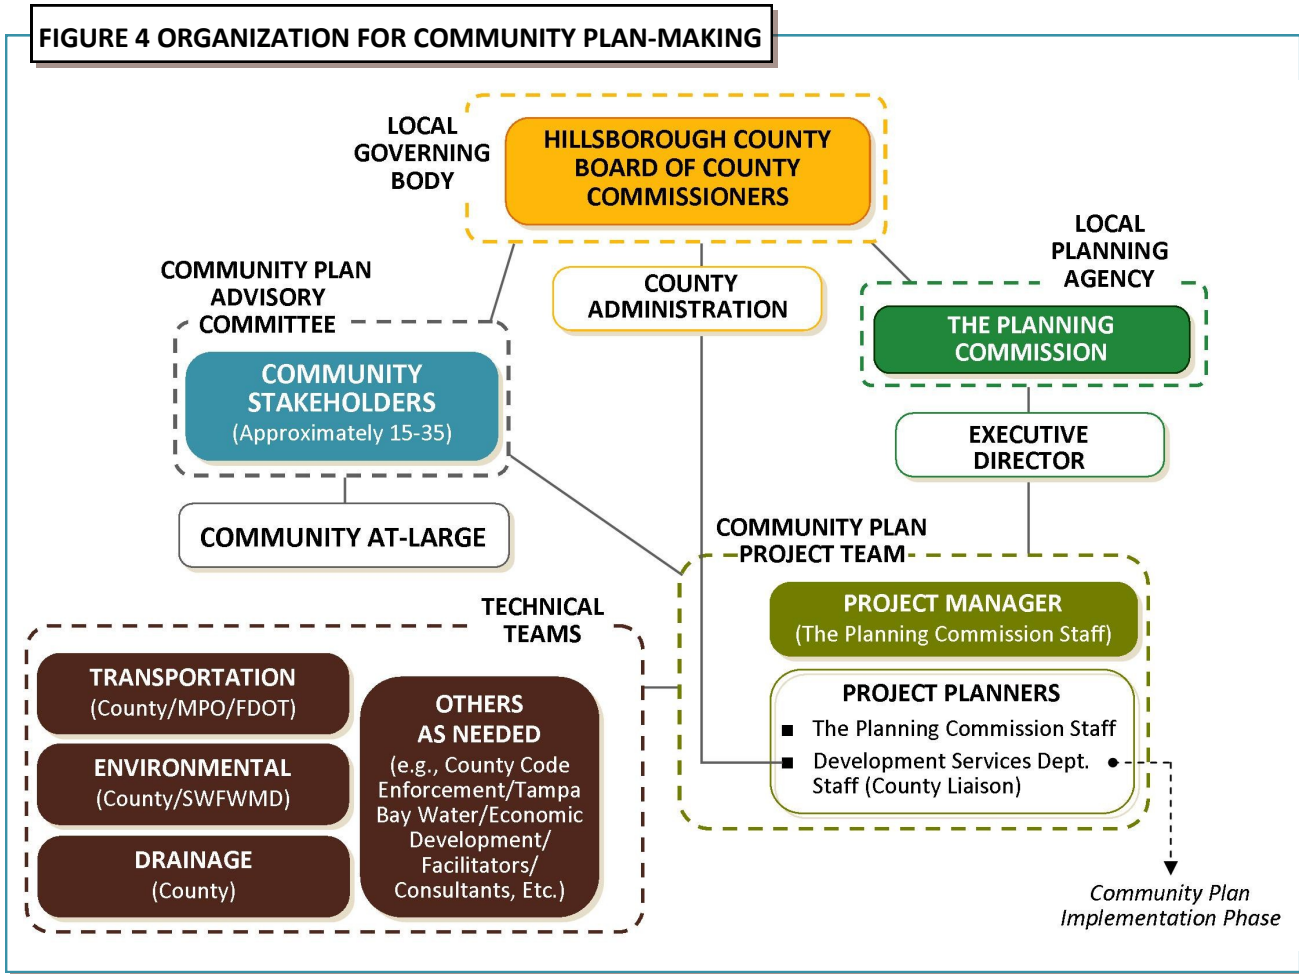 FIGURE 4 ORGANIZATION FOR COMMUNITY PLAN-MAKING
LOCAL
GOVERNING
BODY
HILLSBOROUGH COUNTY
BOARD OF COUNTY
COMMISSIONERS
LOCAL
PLANNING
AGENCY
COMMUNITY PLAN
ADVISORY
COMMITTEE
COUNTY
ADMINISTRATION
THE PLANNING
COMMISSION
COMMUNITY
STAKEHOLDERS
(Approximately 15-35)
EXECUTIVE
DIRECTOR
COMMUNITY AT-LARGE
COMMUNITY PLAN
PROJECT TEAM
PROJECT MANAGER
(The Planning Commission Staff)
PROJECT PLANNERS
■ The Planning Commission Staff
■ Development Services Dept.
Staff (County Liaison)
TECHNICAL
TEAMS
TRANSPORTATION
(County/MPO/FDOT)
ENVIRONMENTAL
(County/SWFWMD)
DRAINAGE
(County)
OTHERS
AS NEEDED
(e.g., County Code
Enforcement/Tampa
Bay Water/Economic
Development/
Facilitators/
Consultants, Etc.)
Community Plan
Implementation Phase